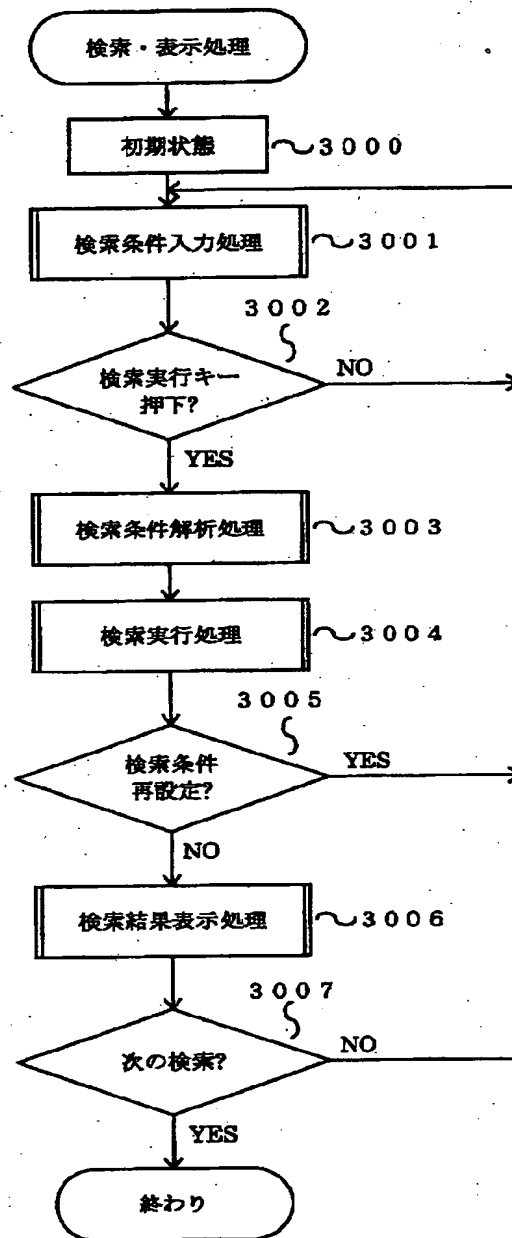 検索・表示処理
初期状態
3000
検索条件入力処理
3001
3002
検索実行キー
押下?
NO
YES
検索条件解析処理
3003
検索実行処理
3004
3005
検索条件
再設定?
YES
NO
検索結果表示処理
3006
3007
次の検索?
NO
YES
終わり